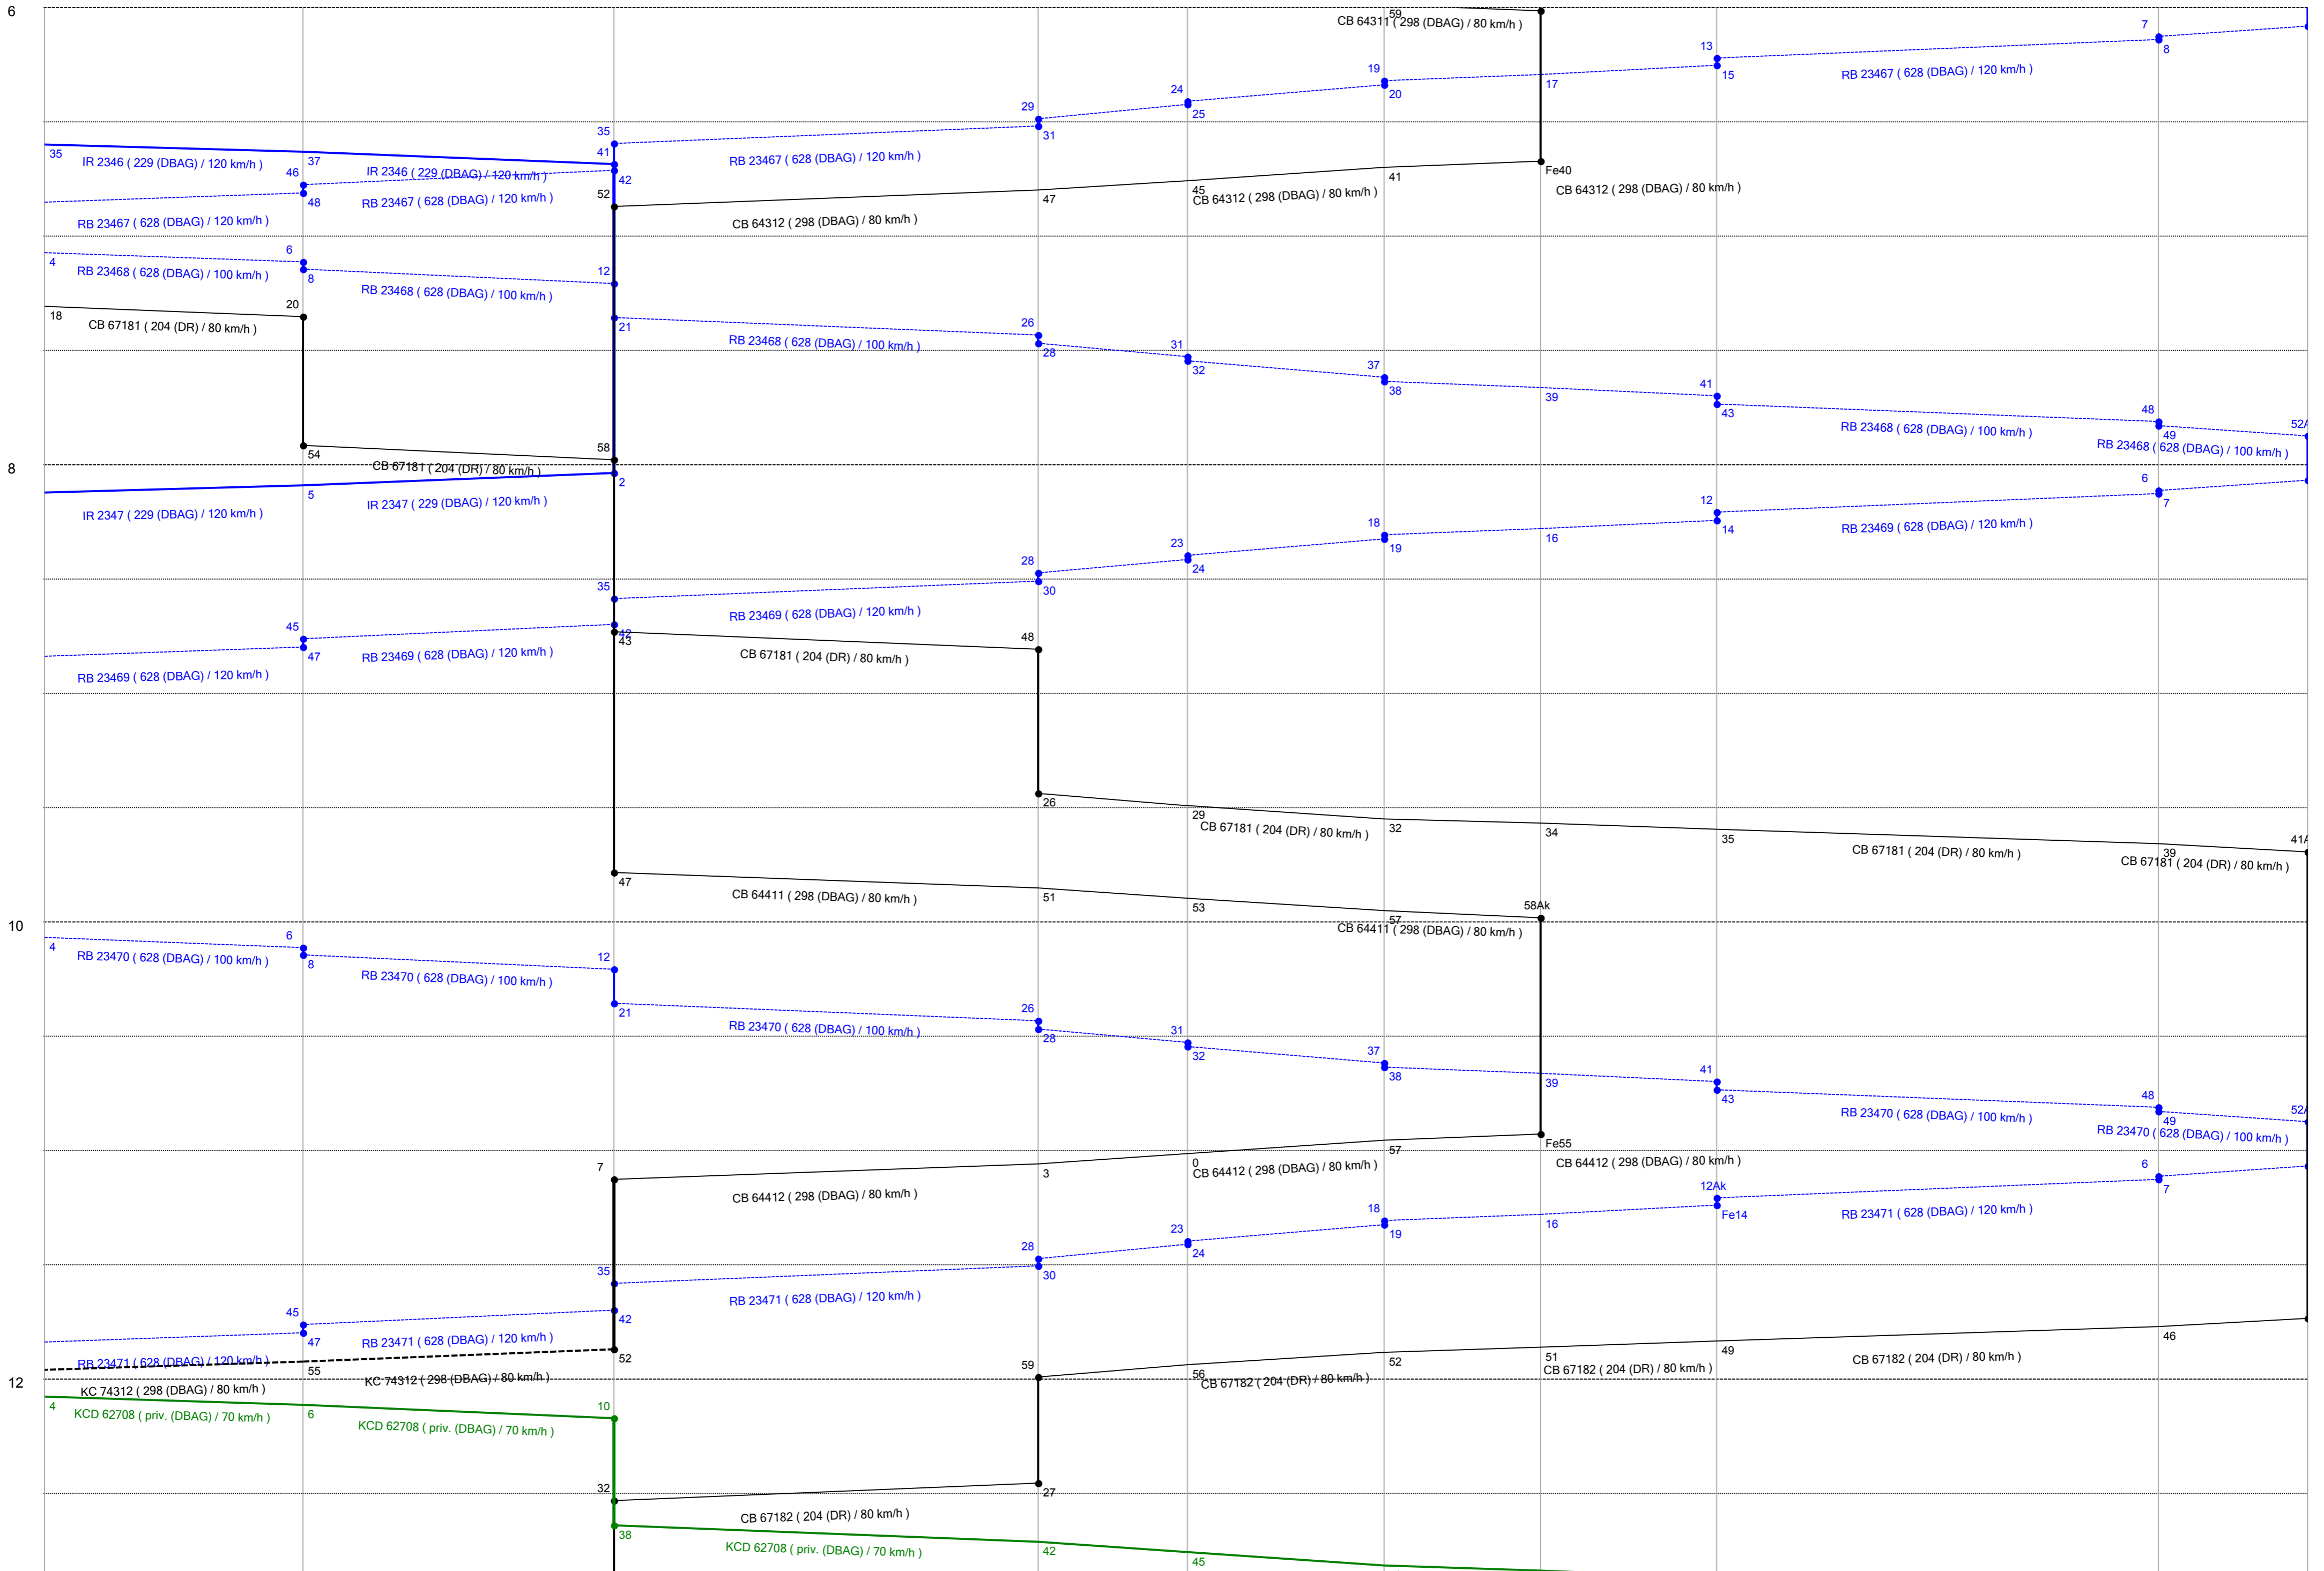 6
59
CB 64311 ( 298 (DBAG) / 80 km/h )
7
8
13
15
RB 23467 ( 628 (DBAG) / 120 km/h )
17
19
20
24
25
29
31
35
RB 23467 ( 628 (DBAG) / 120 km/h )
35
IR 2346 ( 229 (DBAG) / 120 km/h )
37
IR 2346 ( 229 (DBAG) / 120 km/h )
41
42
46
48
RB 23467 ( 628 (DBAG) / 120 km/h )
RB 23467 ( 628 (DBAG) / 120 km/h )
52
CB 64312 ( 298 (DBAG) / 80 km/h )
47
45
CB 64312 ( 298 (DBAG) / 80 km/h )
41
Fe40
CB 64312 ( 298 (DBAG) / 80 km/h )
4
RB 23468 ( 628 (DBAG) / 100 km/h )
6
8
RB 23468 ( 628 (DBAG) / 100 km/h )
12
21
RB 23468 ( 628 (DBAG) / 100 km/h )
26
28
31
32
37
38
39
41
43
RB 23468 ( 628 (DBAG) / 100 km/h )
48
49
RB 23468 ( 628 (DBAG) / 100 km/h )
52A
18
CB 67181 ( 204 (DR) / 80 km/h )
20
54
CB 67181 ( 204 (DR) / 80 km/h )
58
8
IR 2347 ( 229 (DBAG) / 120 km/h )
5
IR 2347 ( 229 (DBAG) / 120 km/h )
2
6
7
12
14
RB 23469 ( 628 (DBAG) / 120 km/h )
16
18
19
23
24
28
30
35
RB 23469 ( 628 (DBAG) / 120 km/h )
42
43
45
47
RB 23469 ( 628 (DBAG) / 120 km/h )
RB 23469 ( 628 (DBAG) / 120 km/h )
CB 67181 ( 204 (DR) / 80 km/h )
48
26
29
CB 67181 ( 204 (DR) / 80 km/h )
32
34
35
CB 67181 ( 204 (DR) / 80 km/h )
39
CB 67181 ( 204 (DR) / 80 km/h )
41A
47
CB 64411 ( 298 (DBAG) / 80 km/h )
51
53
57
CB 64411 ( 298 (DBAG) / 80 km/h )
58Ak
10
4
RB 23470 ( 628 (DBAG) / 100 km/h )
6
8
RB 23470 ( 628 (DBAG) / 100 km/h )
12
21
RB 23470 ( 628 (DBAG) / 100 km/h )
26
28
31
32
37
38
39
41
43
RB 23470 ( 628 (DBAG) / 100 km/h )
48
49
RB 23470 ( 628 (DBAG) / 100 km/h )
52A
7
CB 64412 ( 298 (DBAG) / 80 km/h )
3
0
CB 64412 ( 298 (DBAG) / 80 km/h )
57
Fe55
CB 64412 ( 298 (DBAG) / 80 km/h )
6
7
12Ak
Fe14
RB 23471 ( 628 (DBAG) / 120 km/h )
16
18
19
23
24
28
30
35
RB 23471 ( 628 (DBAG) / 120 km/h )
42
45
47
RB 23471 ( 628 (DBAG) / 120 km/h )
RB 23471 ( 628 (DBAG) / 120 km/h )
52
55
KC 74312 ( 298 (DBAG) / 80 km/h )
KC 74312 ( 298 (DBAG) / 80 km/h )
12
46
CB 67182 ( 204 (DR) / 80 km/h )
49
51
CB 67182 ( 204 (DR) / 80 km/h )
52
56
CB 67182 ( 204 (DR) / 80 km/h )
59
27
CB 67182 ( 204 (DR) / 80 km/h )
32
4
KCD 62708 ( priv. (DBAG) / 70 km/h )
6
KCD 62708 ( priv. (DBAG) / 70 km/h )
10
38
KCD 62708 ( priv. (DBAG) / 70 km/h )
42
45